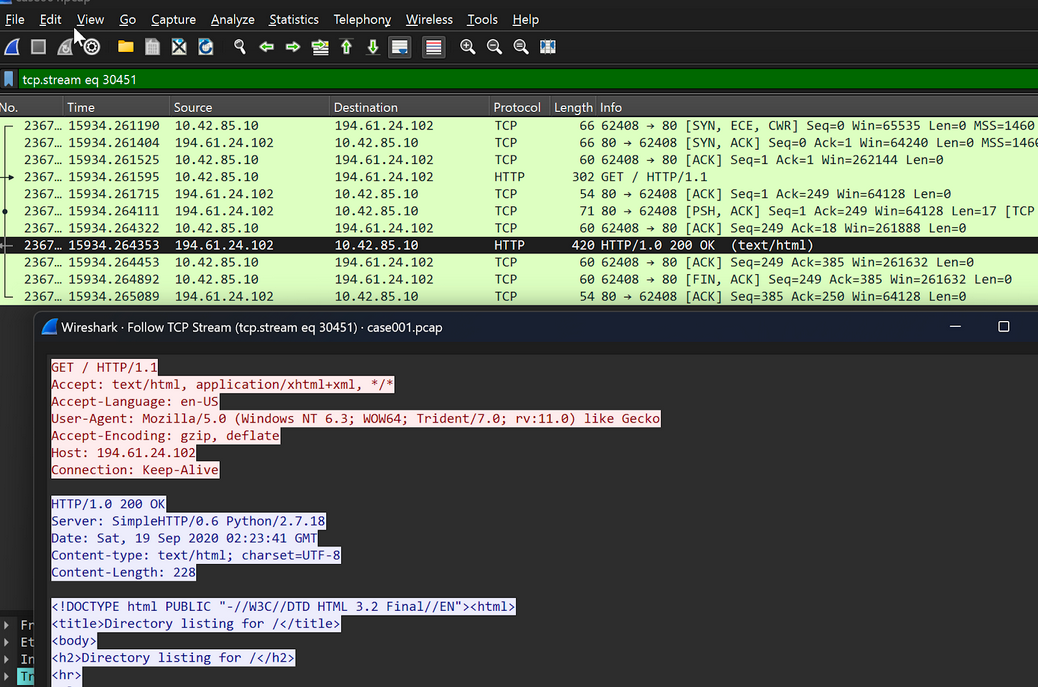 File Edit View Go Capture Analyze Statistics Telephony Wireless Tools Help
tcp.stream eq 30451
No. Time Source Destination Protocol Length Info
2367… 15934.261190 10.42.85.10 194.61.24.102 TCP 66 62408 → 80 [SYN, ECE, CWR] Seq=0 Win=65535 Len=0 MSS=1460
2367… 15934.261404 194.61.24.102 10.42.85.10 TCP 66 80 → 62408 [SYN, ACK] Seq=0 Ack=1 Win=64240 Len=0 MSS=1460
2367… 15934.261525 10.42.85.10 194.61.24.102 TCP 60 62408 → 80 [ACK] Seq=1 Ack=1 Win=262144 Len=0
2367… 15934.261595 10.42.85.10 194.61.24.102 HTTP 302 GET / HTTP/1.1
2367… 15934.261715 194.61.24.102 10.42.85.10 TCP 54 80 → 62408 [ACK] Seq=1 Ack=249 Win=64128 Len=0
2367… 15934.264111 194.61.24.102 10.42.85.10 TCP 71 80 → 62408 [PSH, ACK] Seq=1 Ack=249 Win=64128 Len=17 [TCP
2367… 15934.264322 10.42.85.10 194.61.24.102 TCP 60 62408 → 80 [ACK] Seq=249 Ack=18 Win=261888 Len=0
2367… 15934.264353 194.61.24.102 10.42.85.10 HTTP 420 HTTP/1.0 200 OK (text/html)
2367… 15934.264453 10.42.85.10 194.61.24.102 TCP 60 62408 → 80 [ACK] Seq=249 Ack=385 Win=261632 Len=0
2367… 15934.264892 10.42.85.10 194.61.24.102 TCP 60 62408 → 80 [FIN, ACK] Seq=249 Ack=385 Win=261632 Len=0
2367… 15934.265089 194.61.24.102 10.42.85.10 TCP 54 80 → 62408 [ACK] Seq=385 Ack=250 Win=64128 Len=0
Wireshark · Follow TCP Stream (tcp.stream eq 30451) · case001.pcap
GET / HTTP/1.1
Accept: text/html, application/xhtml+xml, */*
Accept-Language: en-US
User-Agent: Mozilla/5.0 (Windows NT 6.3; WOW64; Trident/7.0; rv:11.0) like Gecko
Accept-Encoding: gzip, deflate
Host: 194.61.24.102
Connection: Keep-Alive
HTTP/1.0 200 OK
Server: SimpleHTTP/0.6 Python/2.7.18
Date: Sat, 19 Sep 2020 02:23:41 GMT
Content-type: text/html; charset=UTF-8
Content-Length: 228
<!DOCTYPE html PUBLIC "-//W3C//DTD HTML 3.2 Final//EN"><html>
<title>Directory listing for /</title>
<body>
<h2>Directory listing for /</h2>
<hr>
Fr
Et
In
Tr